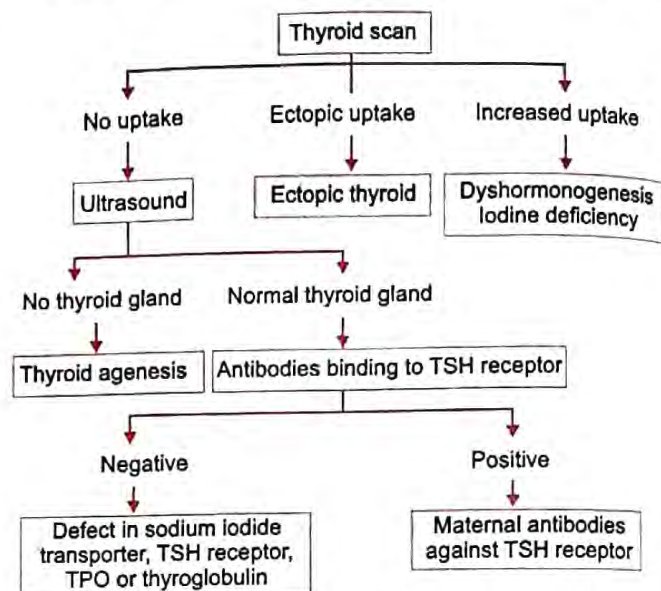 Thyroid scan
No uptake
Ectopic uptake
Increased uptake
Ultrasound
Ectopic thyroid
Dyshormonogenesis
Iodine deficiency
No thyroid gland
Normal thyroid gland
Thyroid agenesis
Antibodies binding to TSH receptor
Negative
Positive
Defect in sodium iodide
transporter, TSH receptor,
TPO or thyroglobulin
Maternal antibodies
against TSH receptor